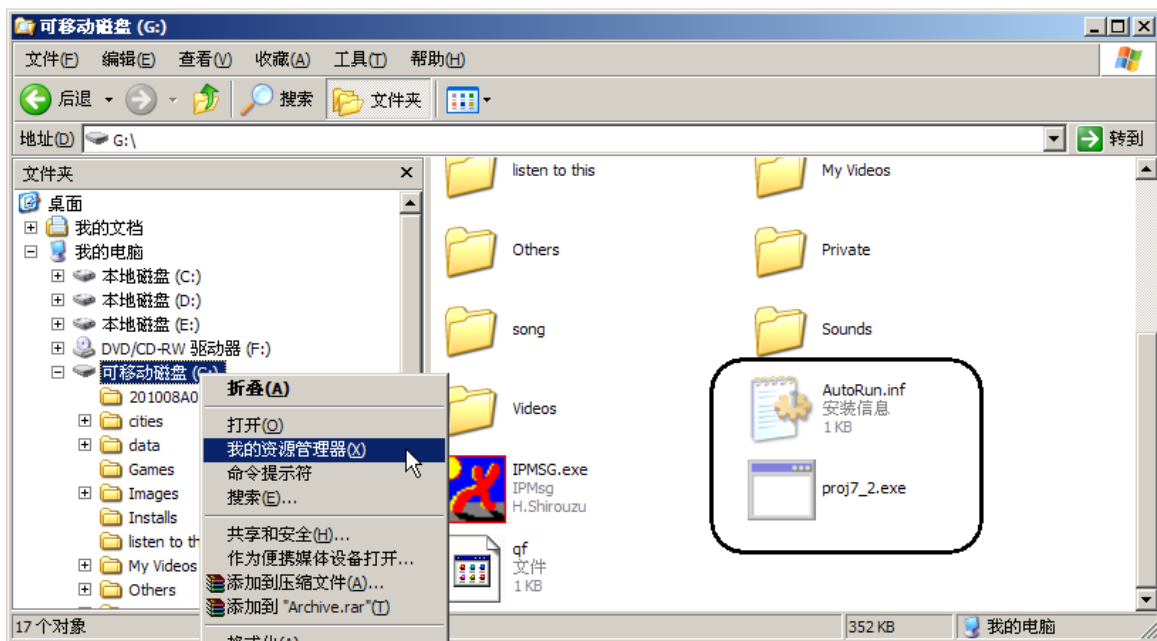 可移动磁盘 (G:)
文件(F) 编辑(E) 查看(V) 收藏(A) 工具(T) 帮助(H)
后退 搜索 文件夹
地址(D) G:\ 转到
文件夹
桌面
我的文档
我的电脑
本地磁盘 (C:)
本地磁盘 (D:)
本地磁盘 (E:)
DVD/CD-RW 驱动器 (F:)
可移动磁盘 (G:)
201008A0
cities
data
Games
Images
Installs
listen to th
My Videos
Others
折叠(A)
打开(O)
我的资源管理器(X)
命令提示符
搜索(E)...
共享和安全(H)...
作为便携媒体设备打开...
添加到压缩文件(A)...
添加到 "Archive.rar"(T)
listen to this
My Videos
Others
Private
song
Sounds
Videos
AutoRun.inf
安装信息
1 KB
IPMSG.exe
IPMsg
H.Shirouzu
proj7_2.exe
qf
文件
1 KB
17 个对象 352 KB 我的电脑